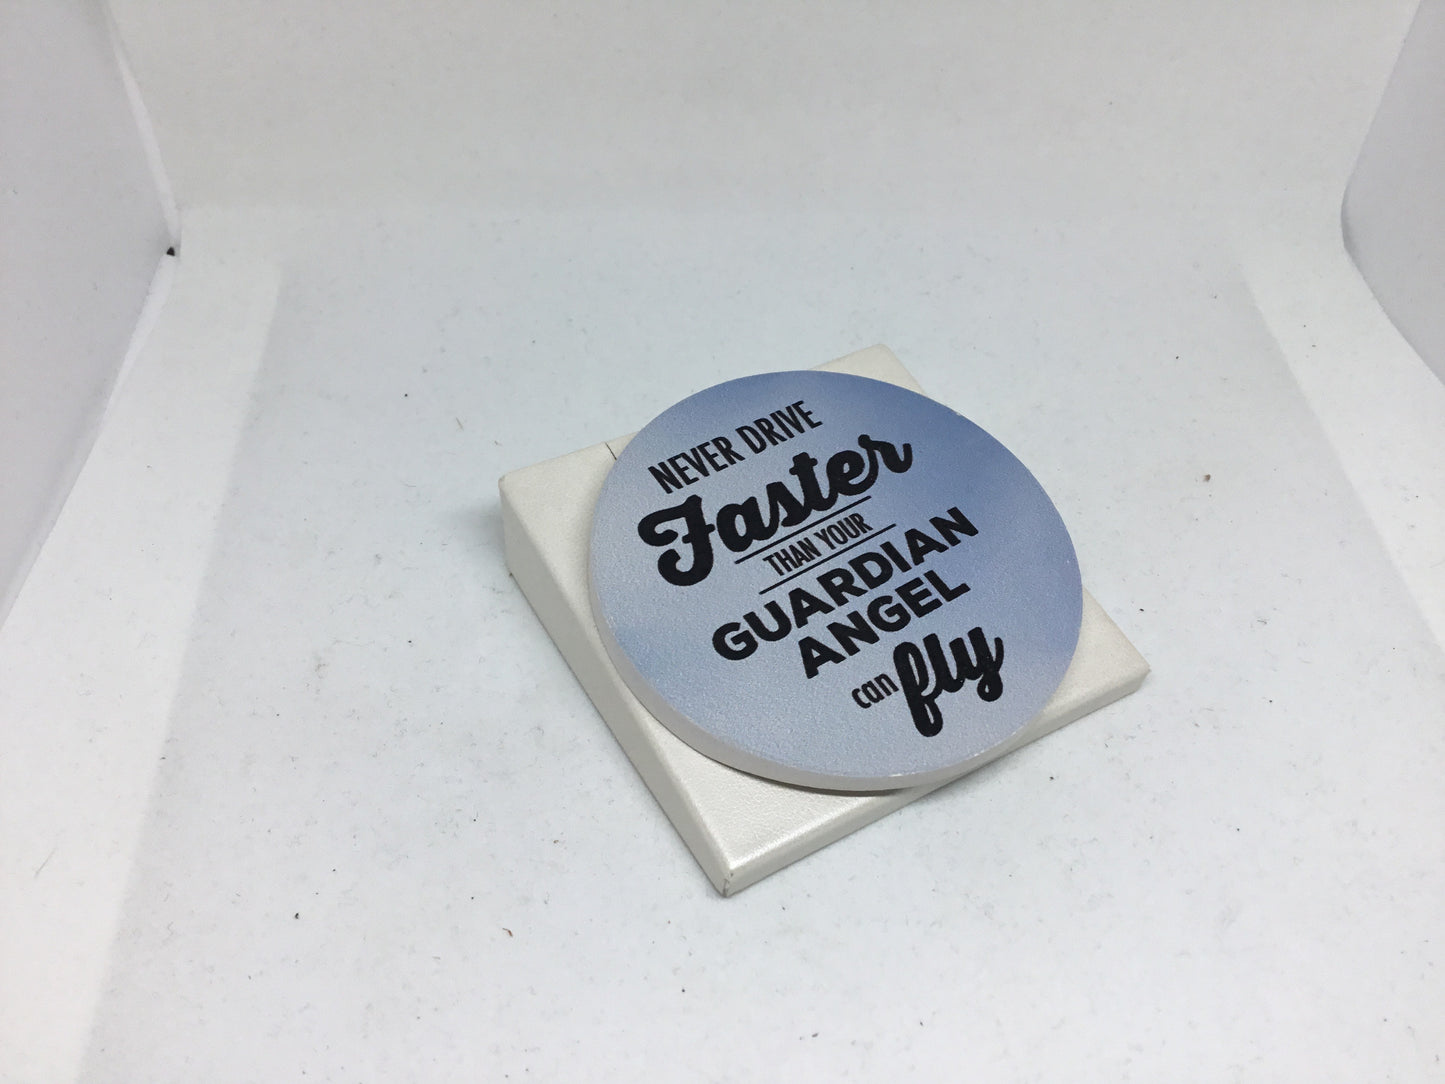 NEVER DRIVE
Faster
THAN YOUR
GUARDIAN
ANGEL
can fly